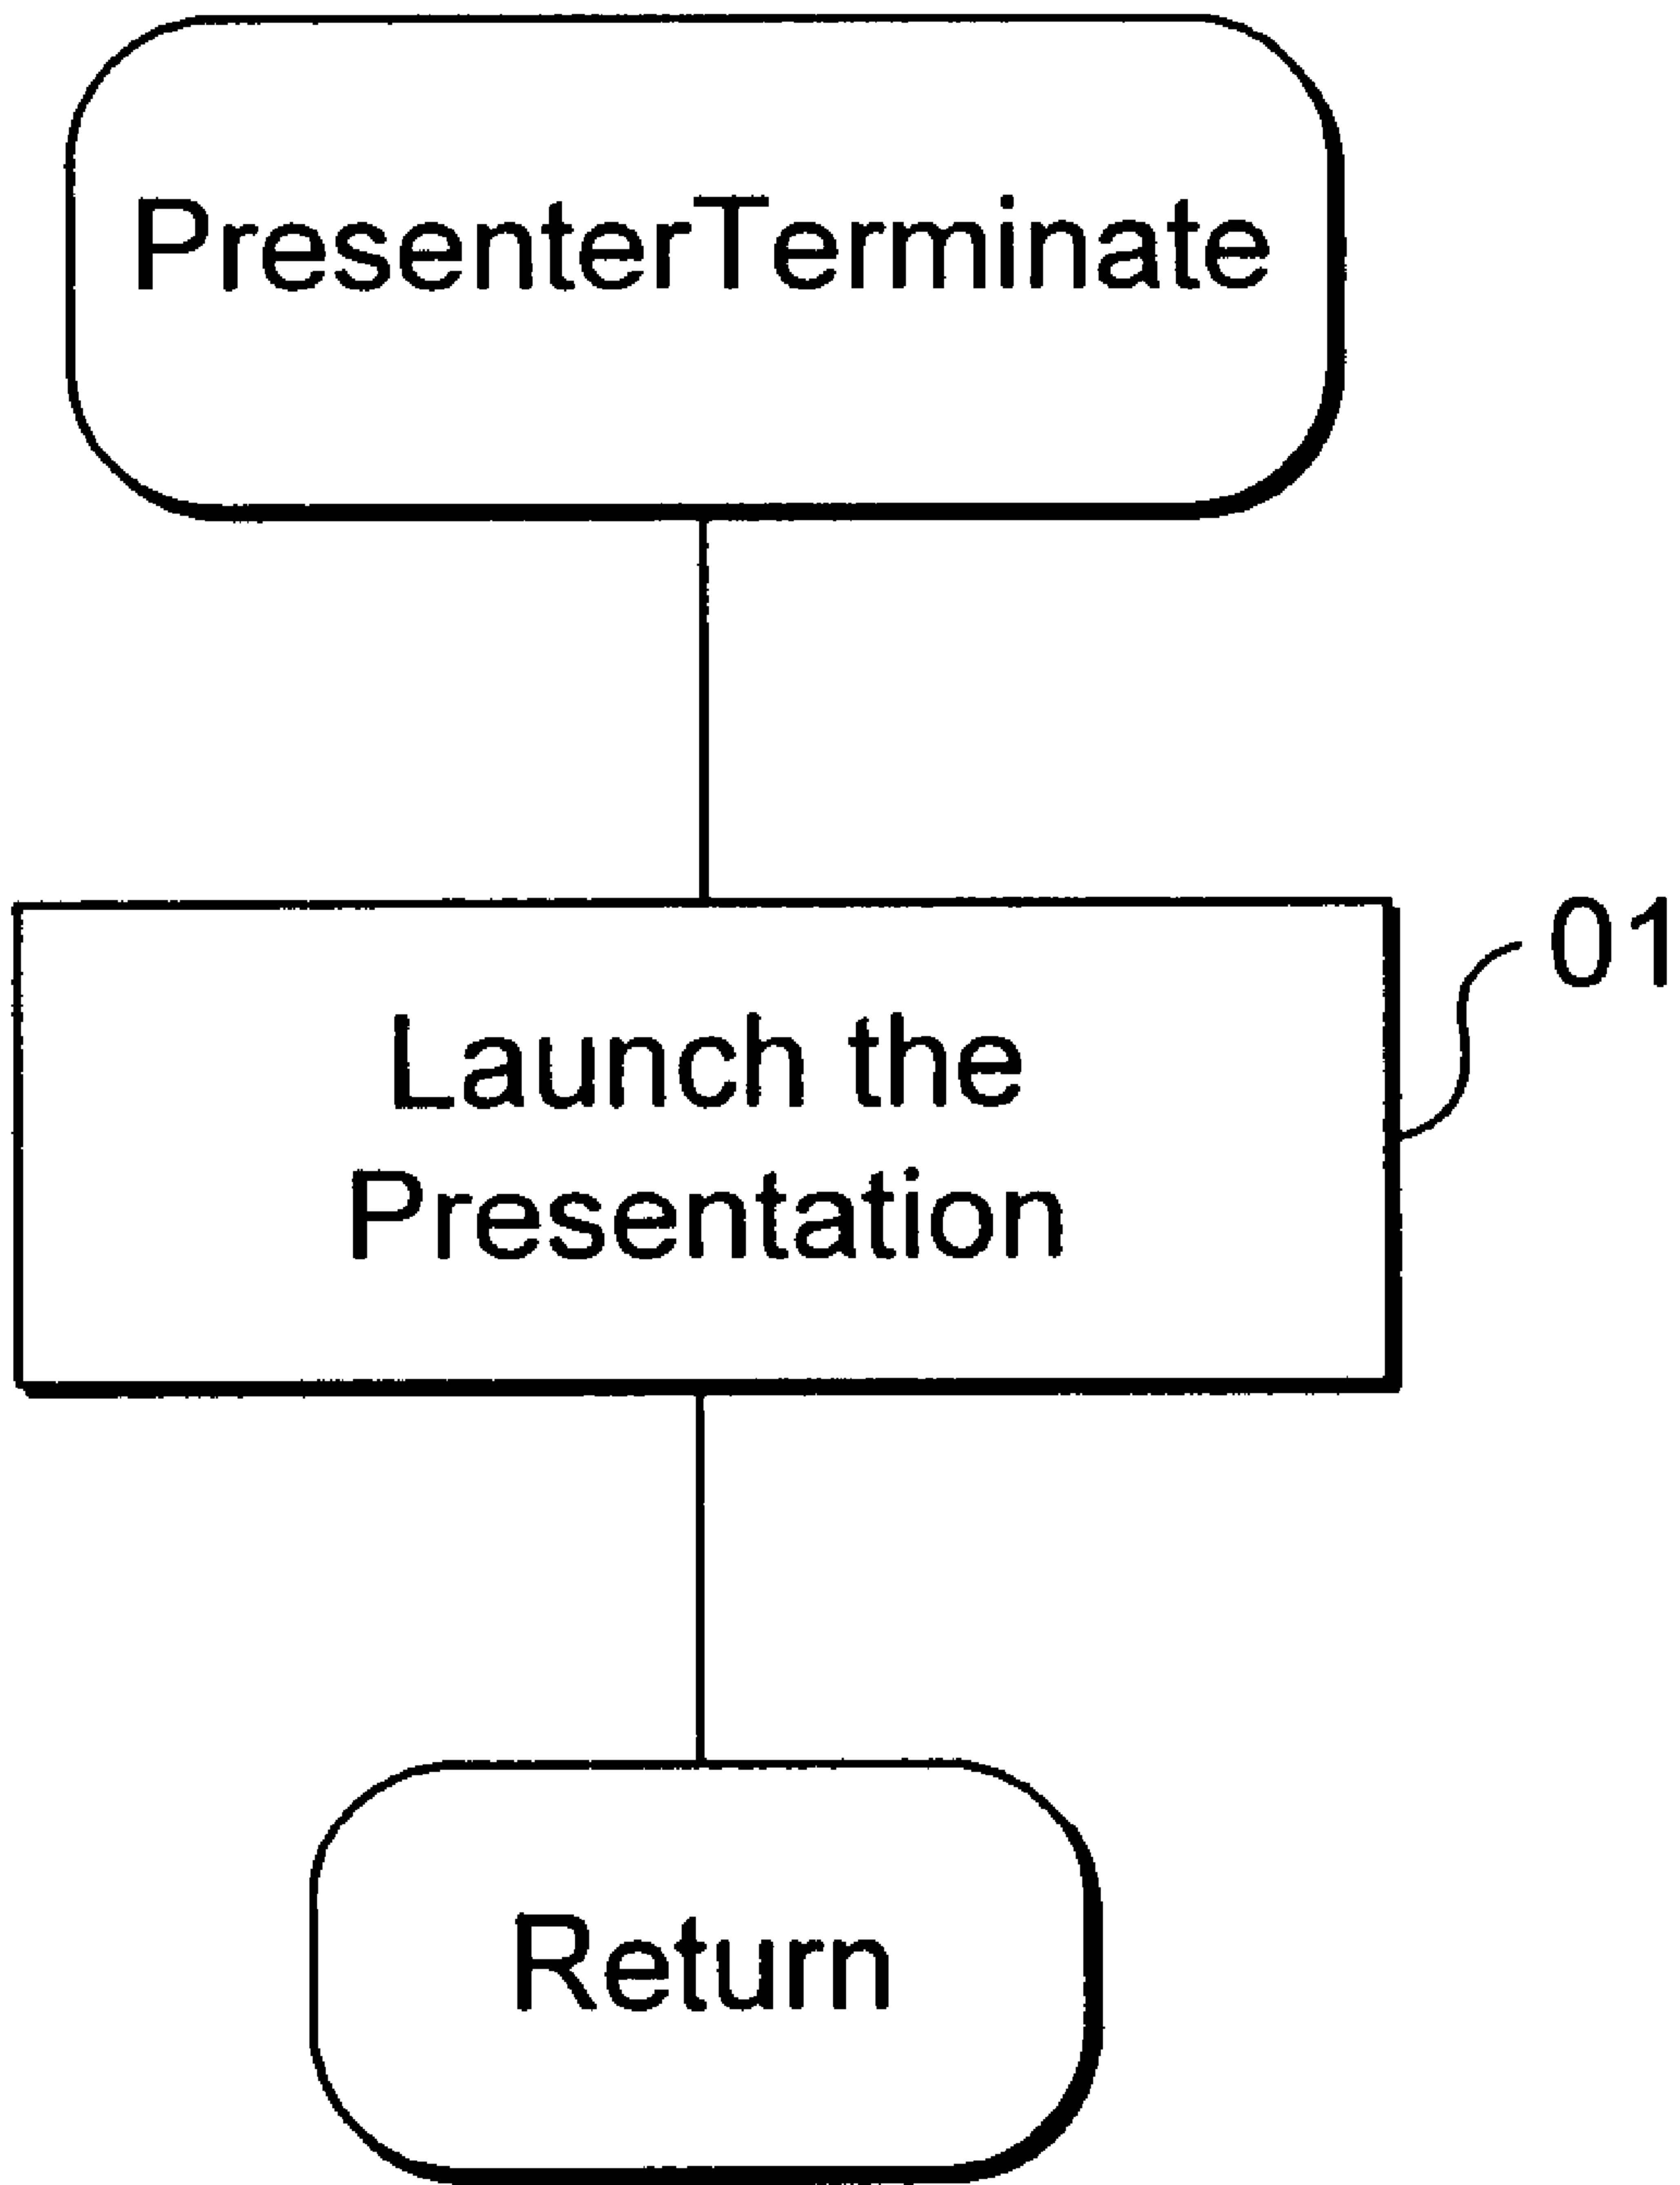 PresenterTerminate
01
Launch the
Presentation
Return